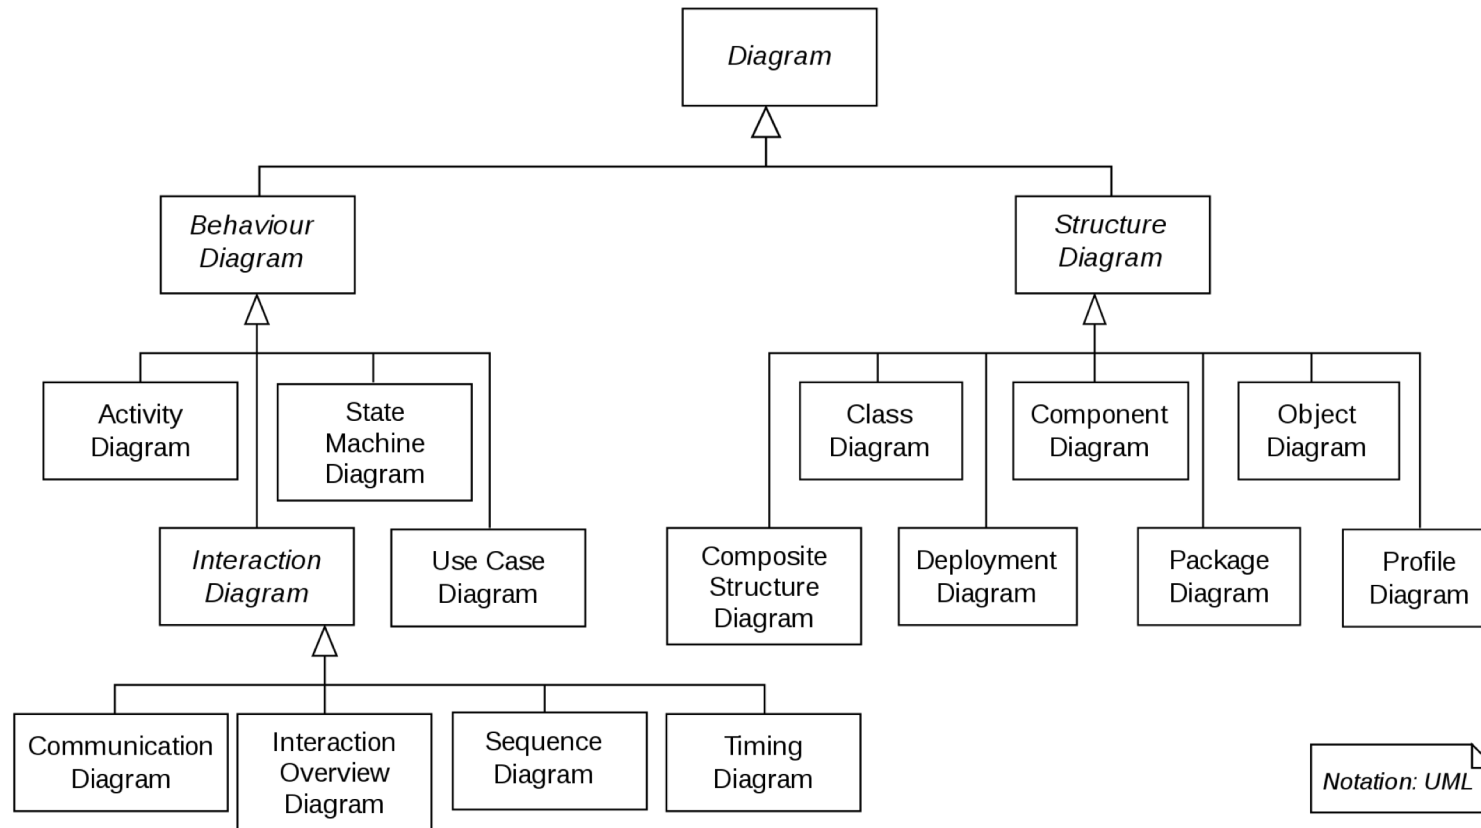 Diagram
Behaviour
Diagram
Structure
Diagram
Activity
Diagram
State
Machine
Diagram
Class
Diagram
Component
Diagram
Object
Diagram
Interaction
Diagram
Use Case
Diagram
Composite
Structure
Diagram
Deployment
Diagram
Package
Diagram
Profile
Diagram
Communication
Diagram
Interaction
Overview
Diagram
Sequence
Diagram
Timing
Diagram
Notation: UML